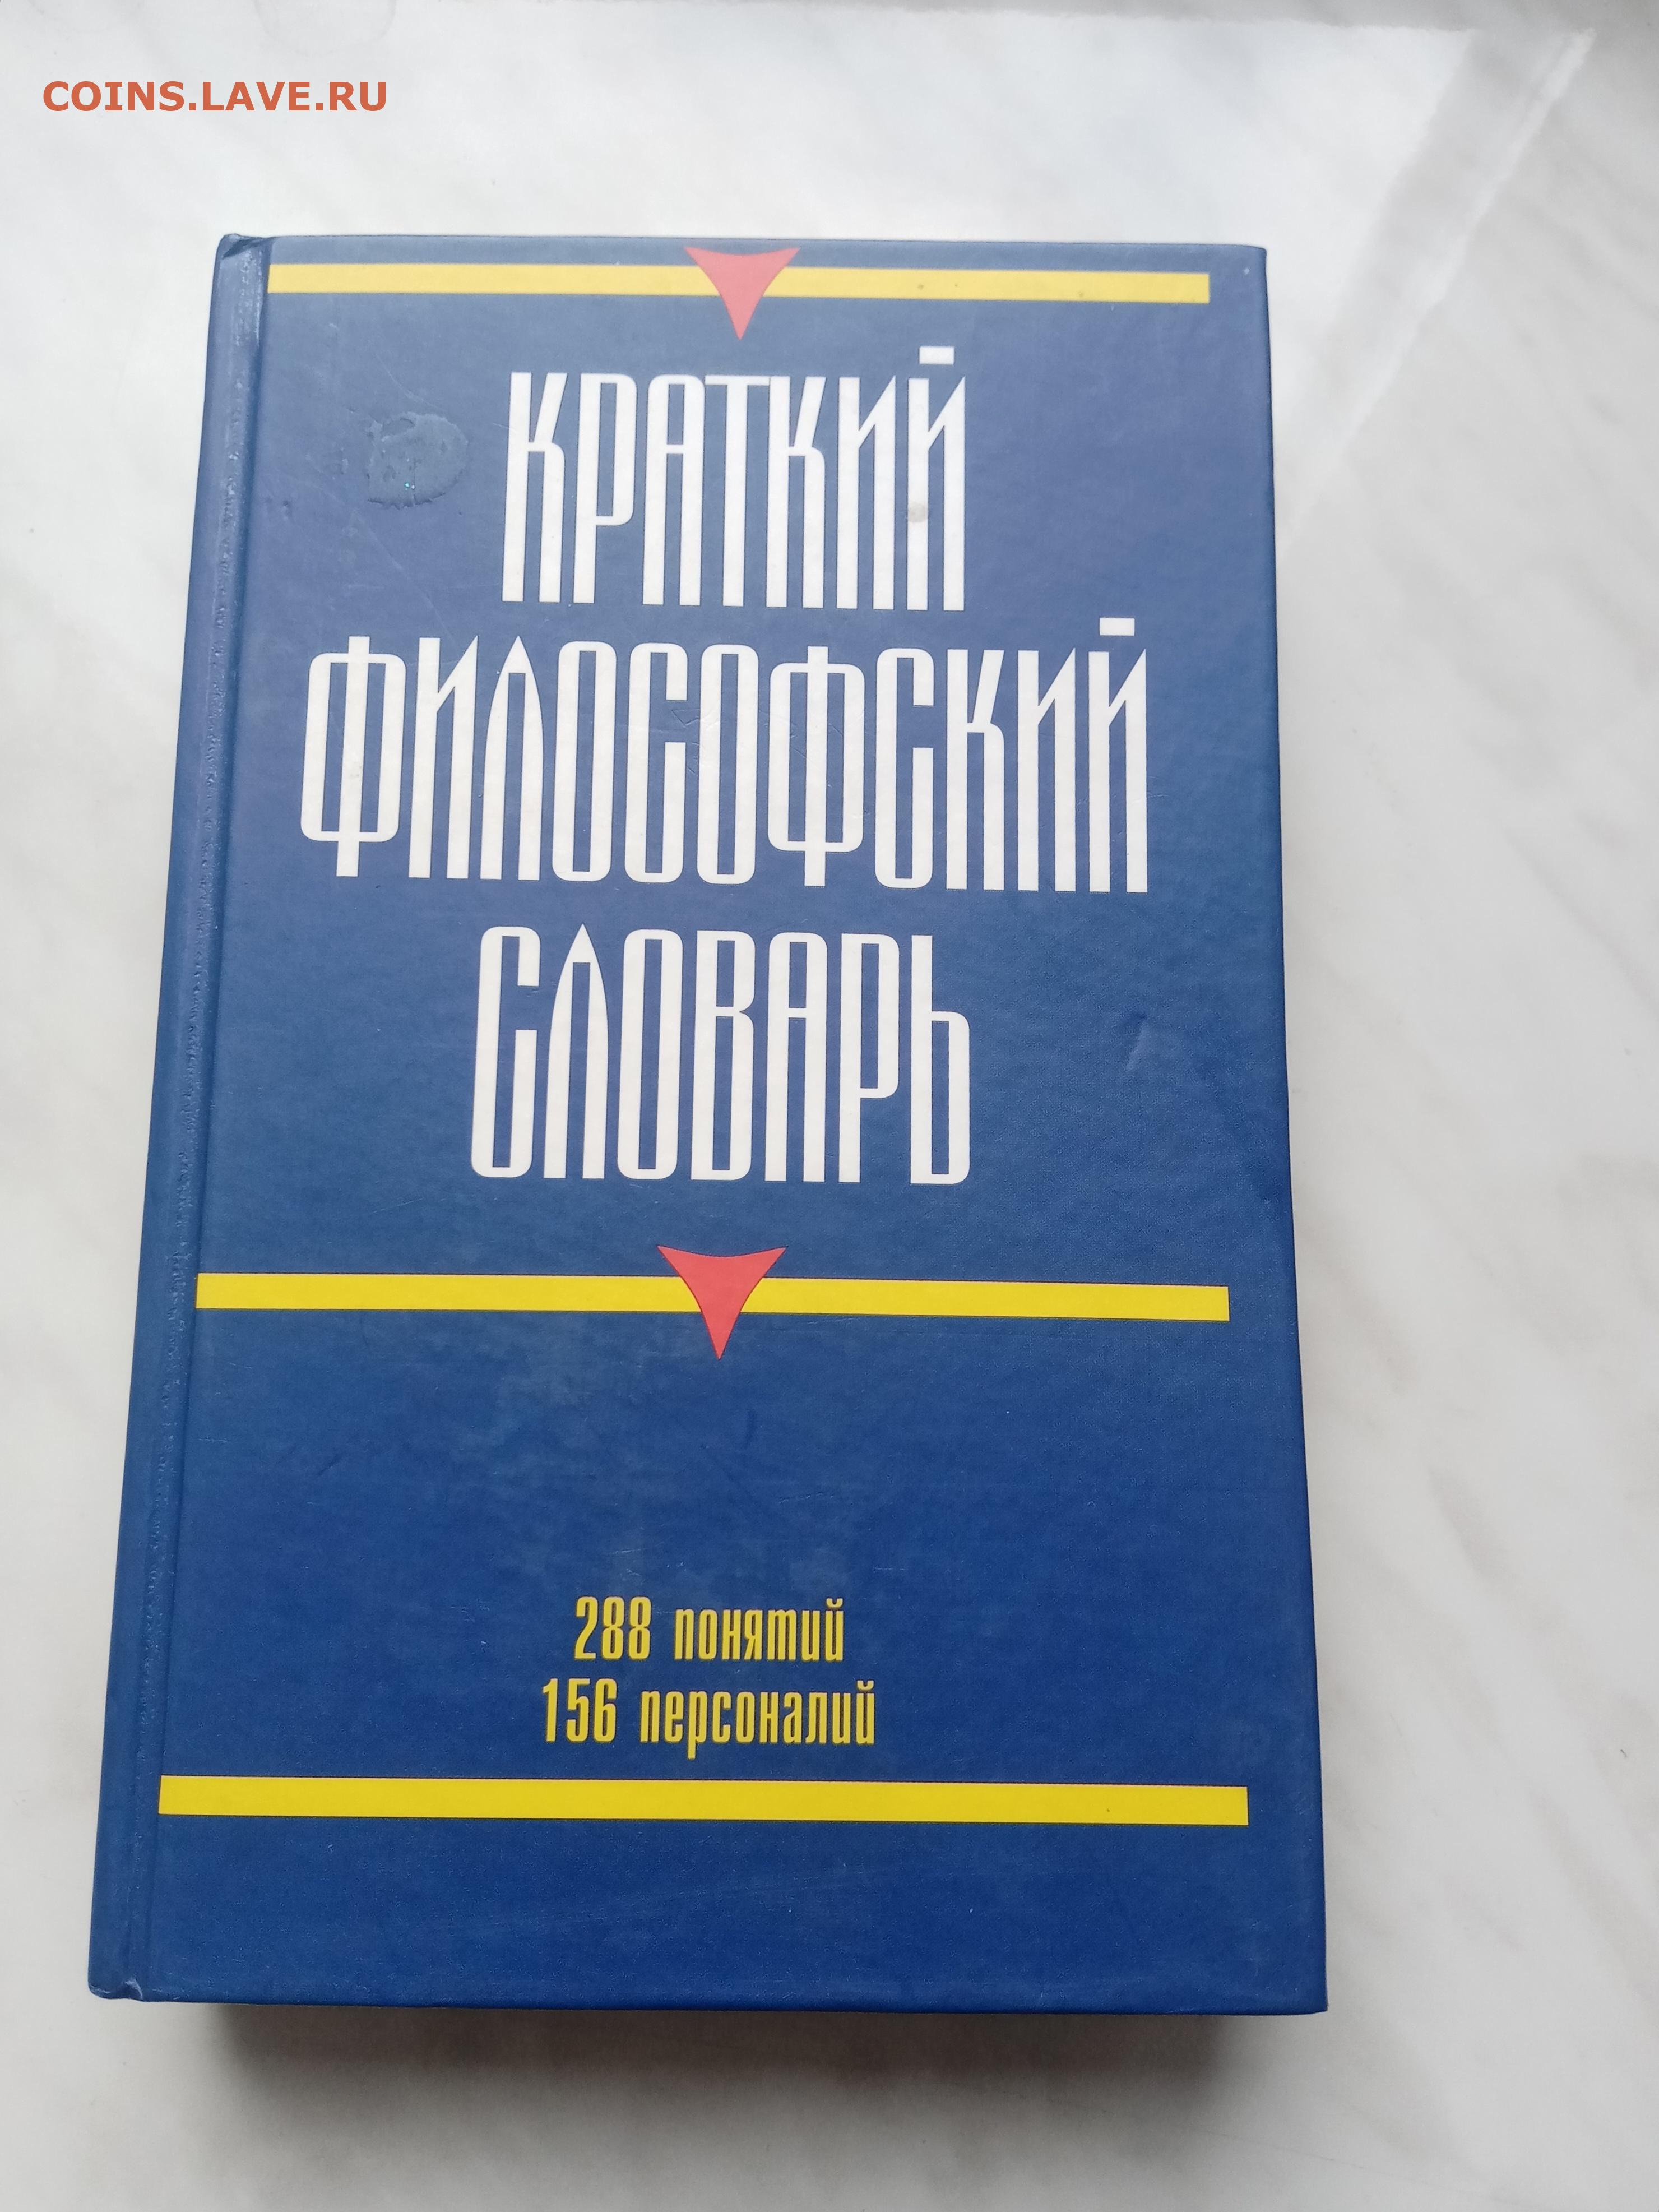 COINS.LAVE.RU
КРАТКИЙ
ФИЛОСОФСКИЙ
СЛОВАРЬ
288 понятий
156 персоналий